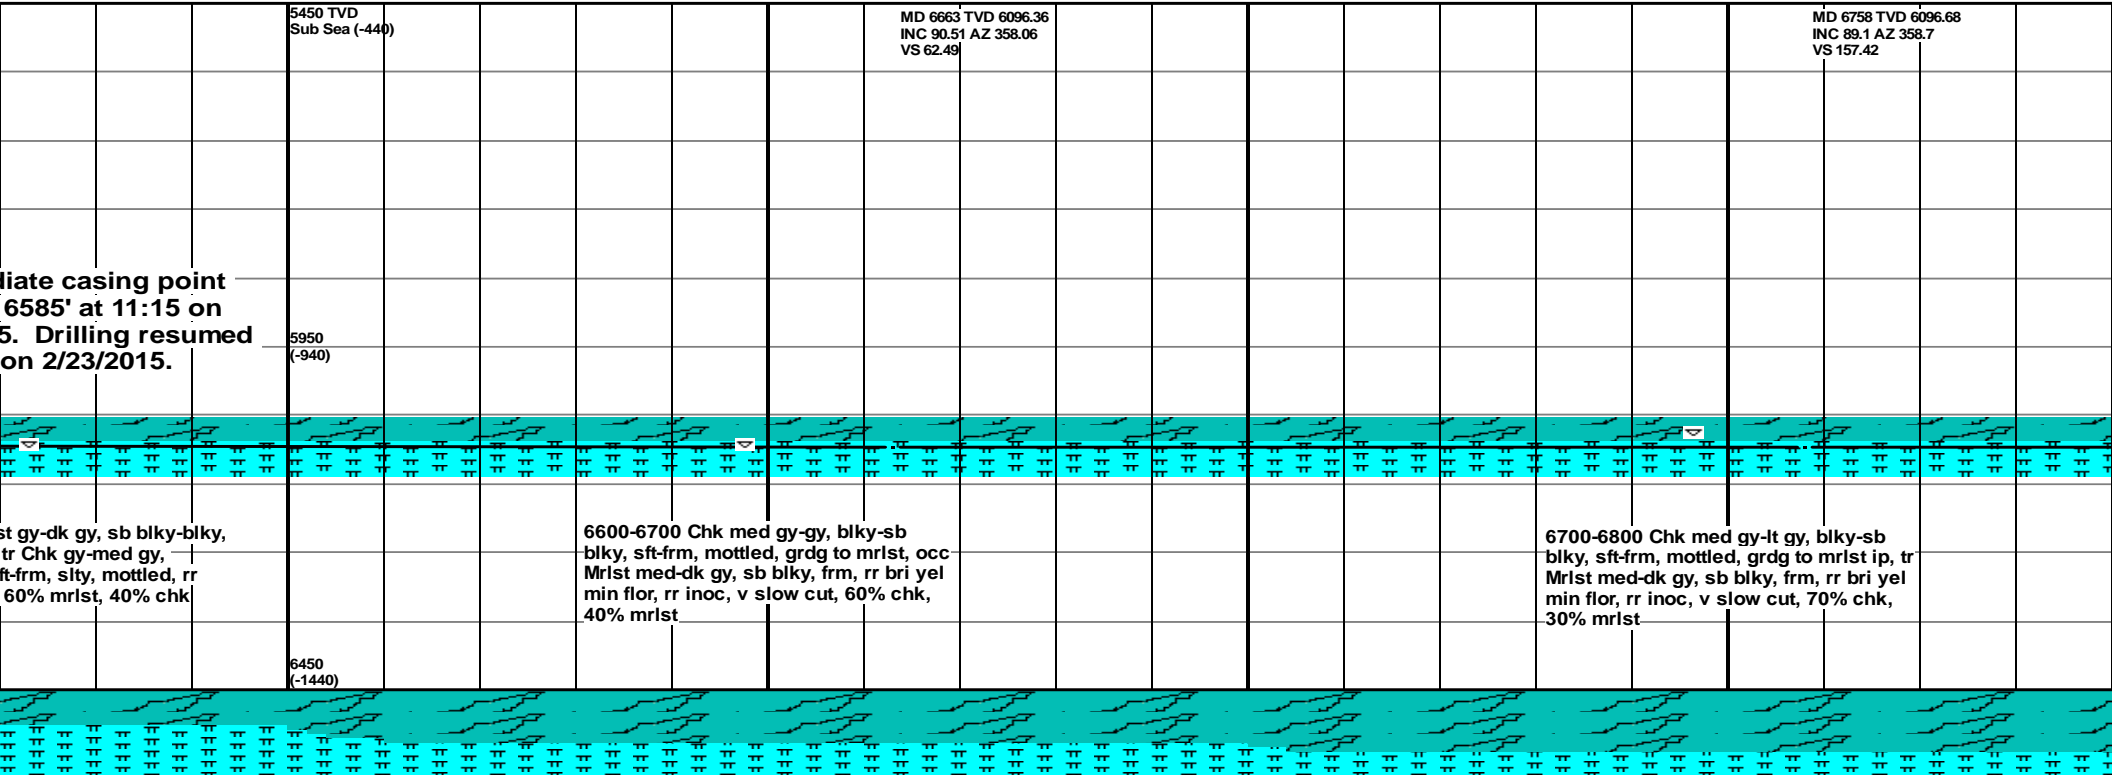 5450 TVD
Sub Sea (-440)
MD 6663 TVD 6096.36
INC 90.51 AZ 358.06
VS 62.49
MD 6758 TVD 6096.68
INC 89.1 AZ 358.7
VS 157.42
diate casing point
6585' at 11:15 on
5. Drilling resumed
on 2/23/2015.
5950
(-940)
st gy-dk gy, sb blky-blky,
tr Chk gy-med gy,
ft-frm, slty, mottled, rr
60% mrlst, 40% chk
6600-6700 Chk med gy-gy, blky-sb
blky, sft-frm, mottled, grdg to mrlst, occ
Mrlst med-dk gy, sb blky, frm, rr bri yel
min flor, rr inoc, v slow cut, 60% chk,
40% mrlst
6700-6800 Chk med gy-lt gy, blky-sb
blky, sft-frm, mottled, grdg to mrlst ip, tr
Mrlst med-dk gy, sb blky, frm, rr bri yel
min flor, rr inoc, v slow cut, 70% chk,
30% mrlst
6450
(-1440)